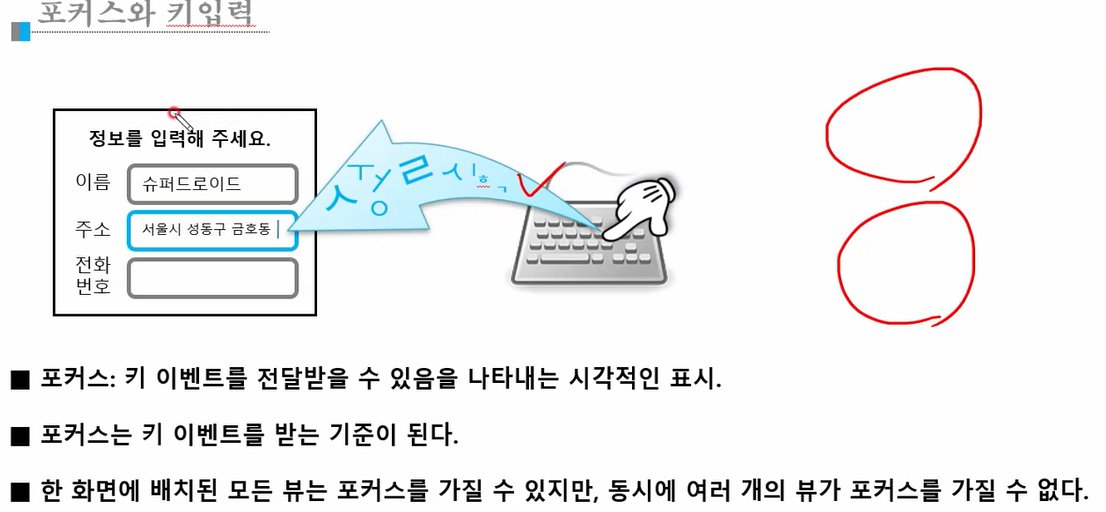 포커스와 키입력
정보를 입력해 주세요.
이름
슈퍼드로이드
주소
서울시 성동구 금호동
전화
번호
■ 포커스: 키 이벤트를 전달받을 수 있음을 나타내는 시각적인 표시.
■ 포커스는 키 이벤트를 받는 기준이 된다.
■ 한 화면에 배치된 모든 뷰는 포커스를 가질 수 있지만, 동시에 여러 개의 뷰가 포커스를 가질 수 없다.